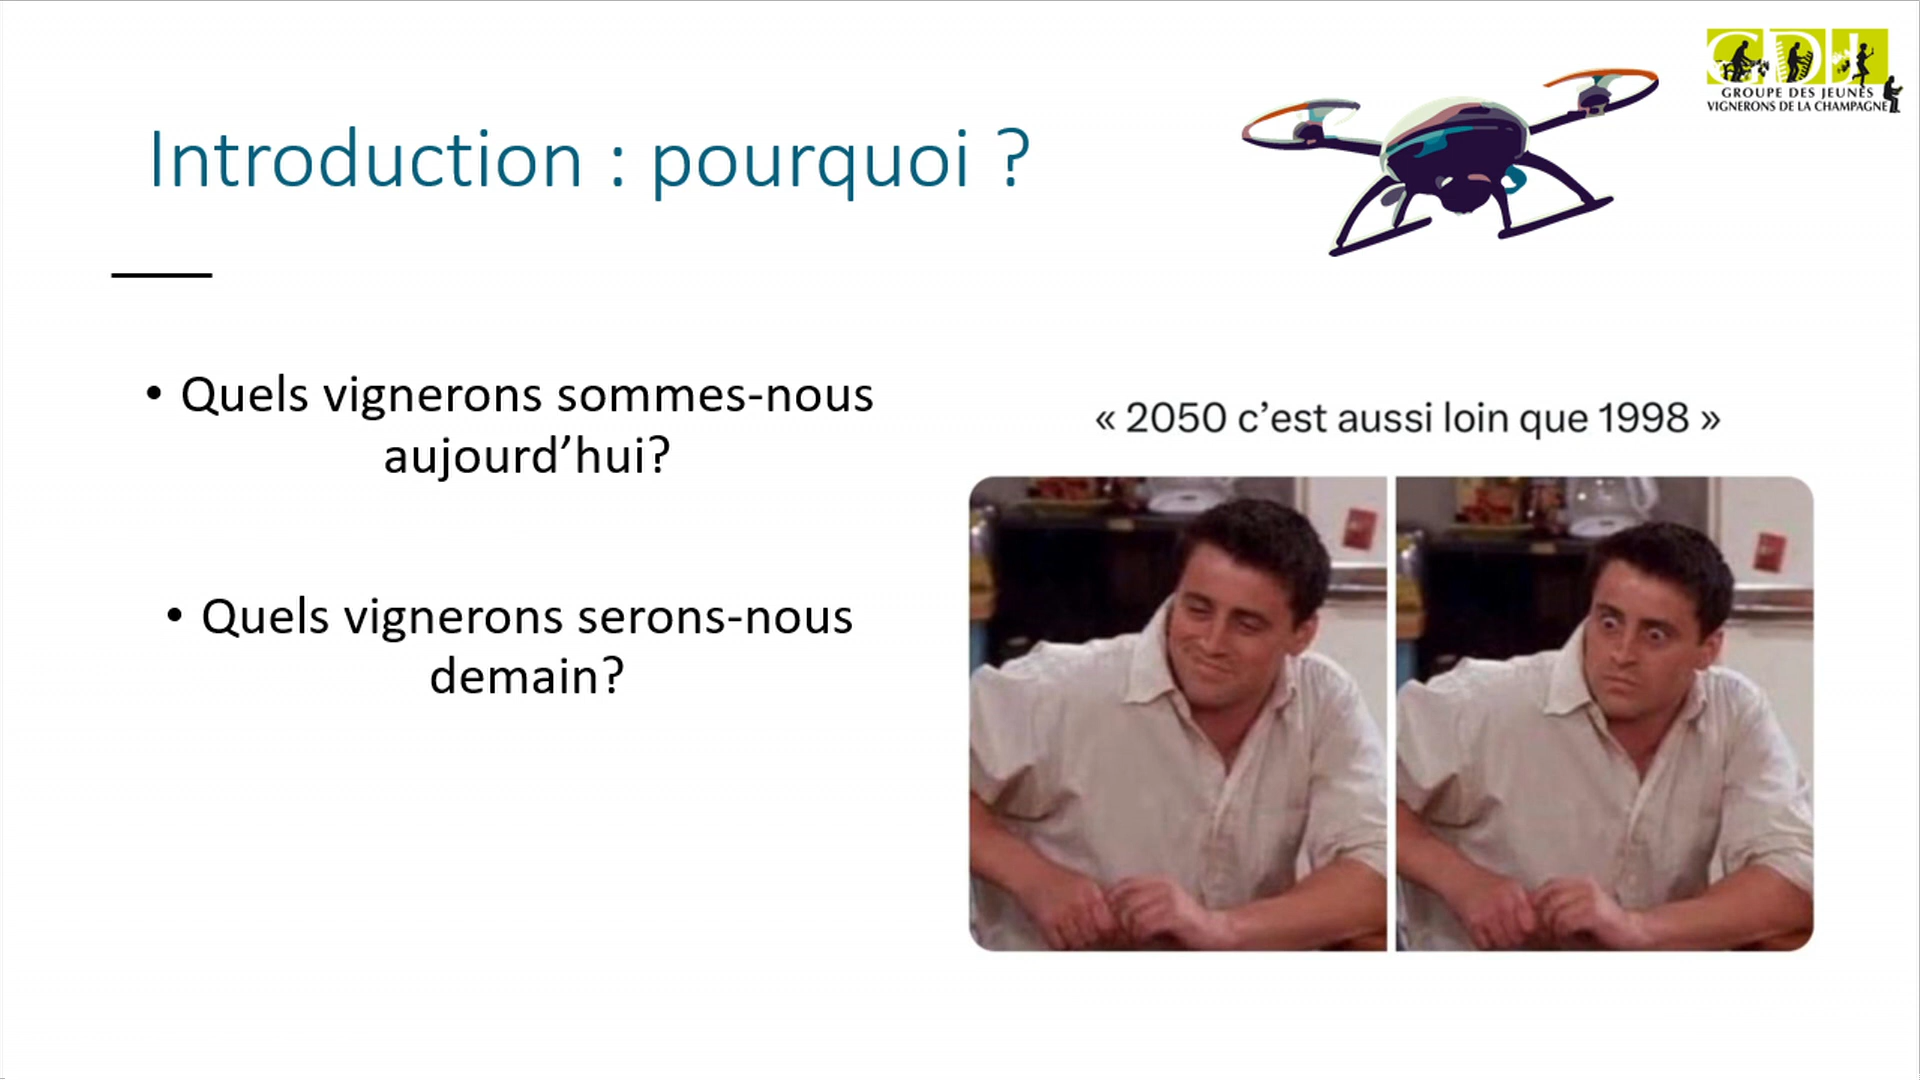 GDJ
GROUPE DES JEUNES
VIGNERONS DE LA CHAMPAGNE
Introduction : pourquoi ?
• Quels vignerons sommes-nous
aujourd’hui?
• Quels vignerons serons-nous
demain?
« 2050 c’est aussi loin que 1998 »